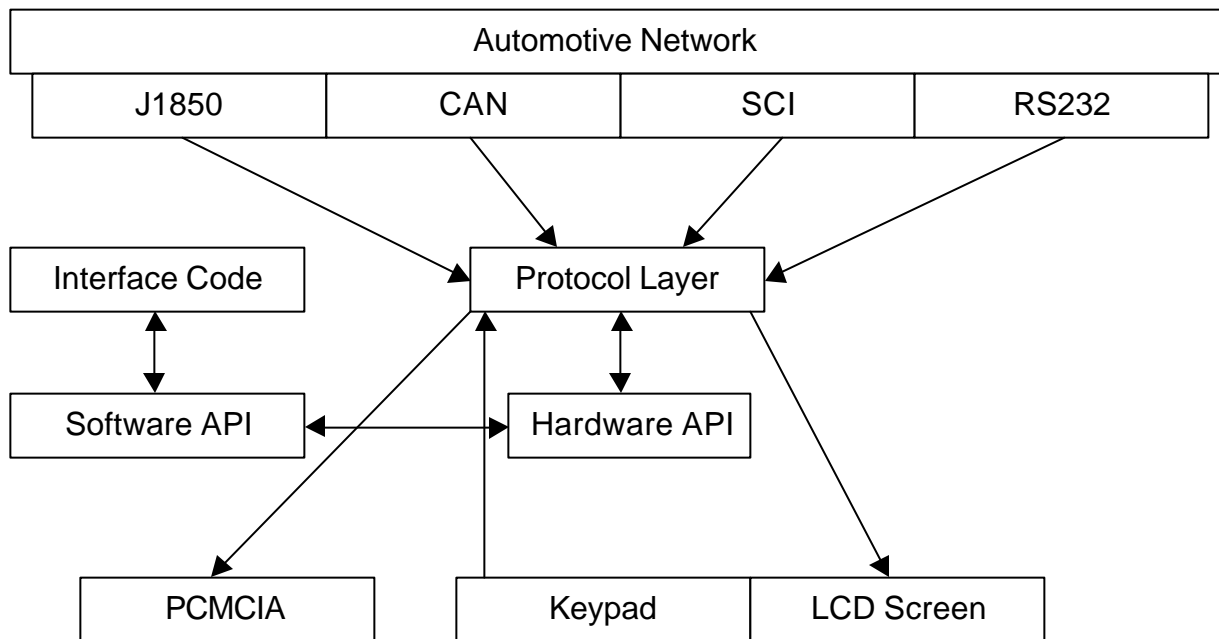 Automotive Network
J1850
CAN
SCI
RS232
Interface Code
Protocol Layer
Software API
Hardware API
PCMCIA
Keypad
LCD Screen